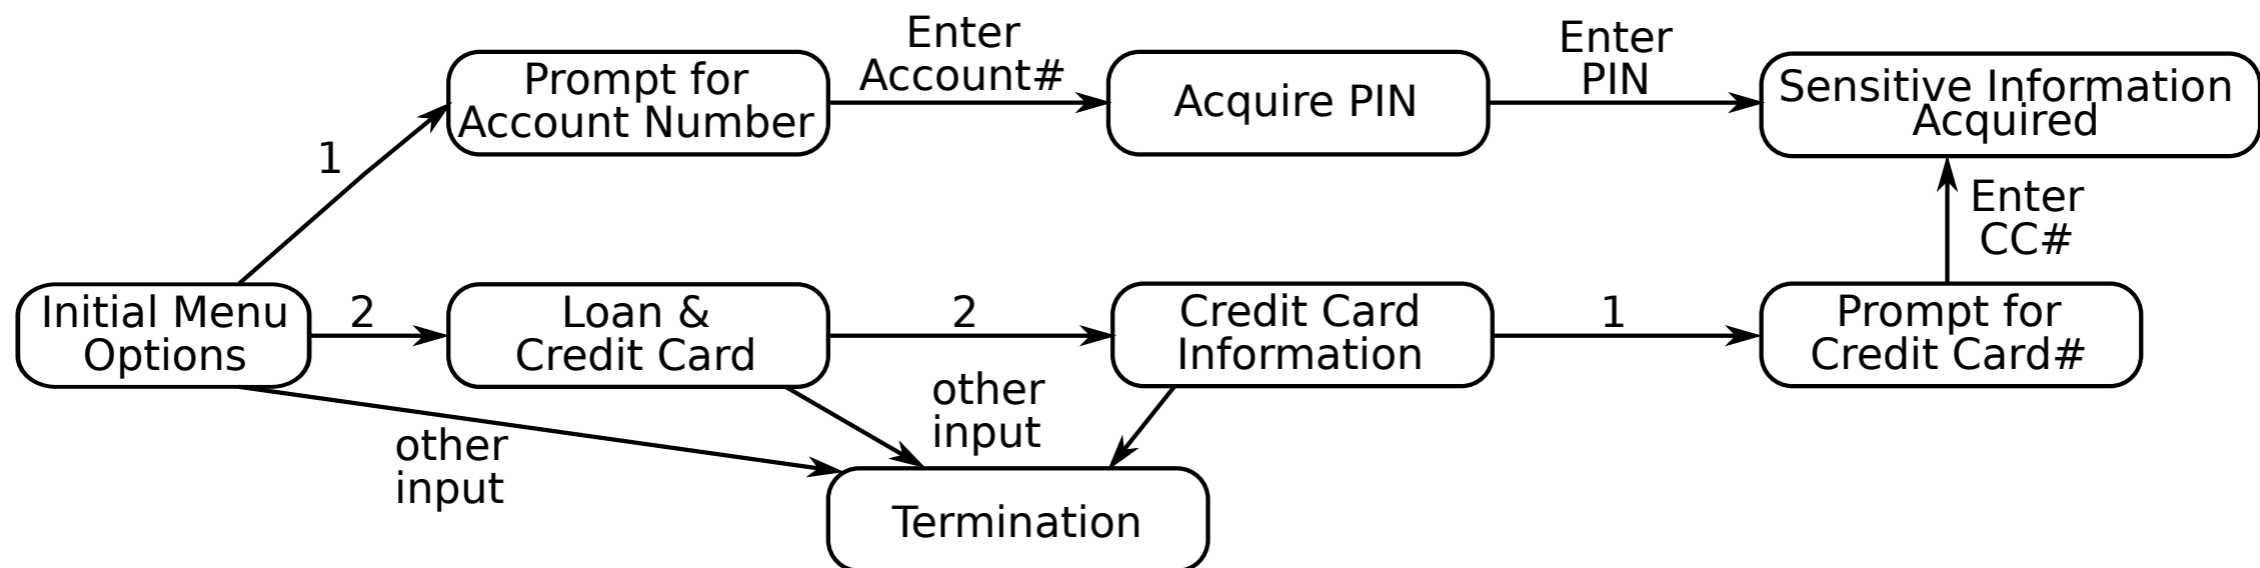 Enter
Account#
Enter
PIN
Prompt for
Account Number
Acquire PIN
Sensitive Information
Acquired
1
Enter
CC#
Initial Menu
Options
2
Loan &
Credit Card
2
Credit Card
Information
1
Prompt for
Credit Card#
other
input
other
input
Termination